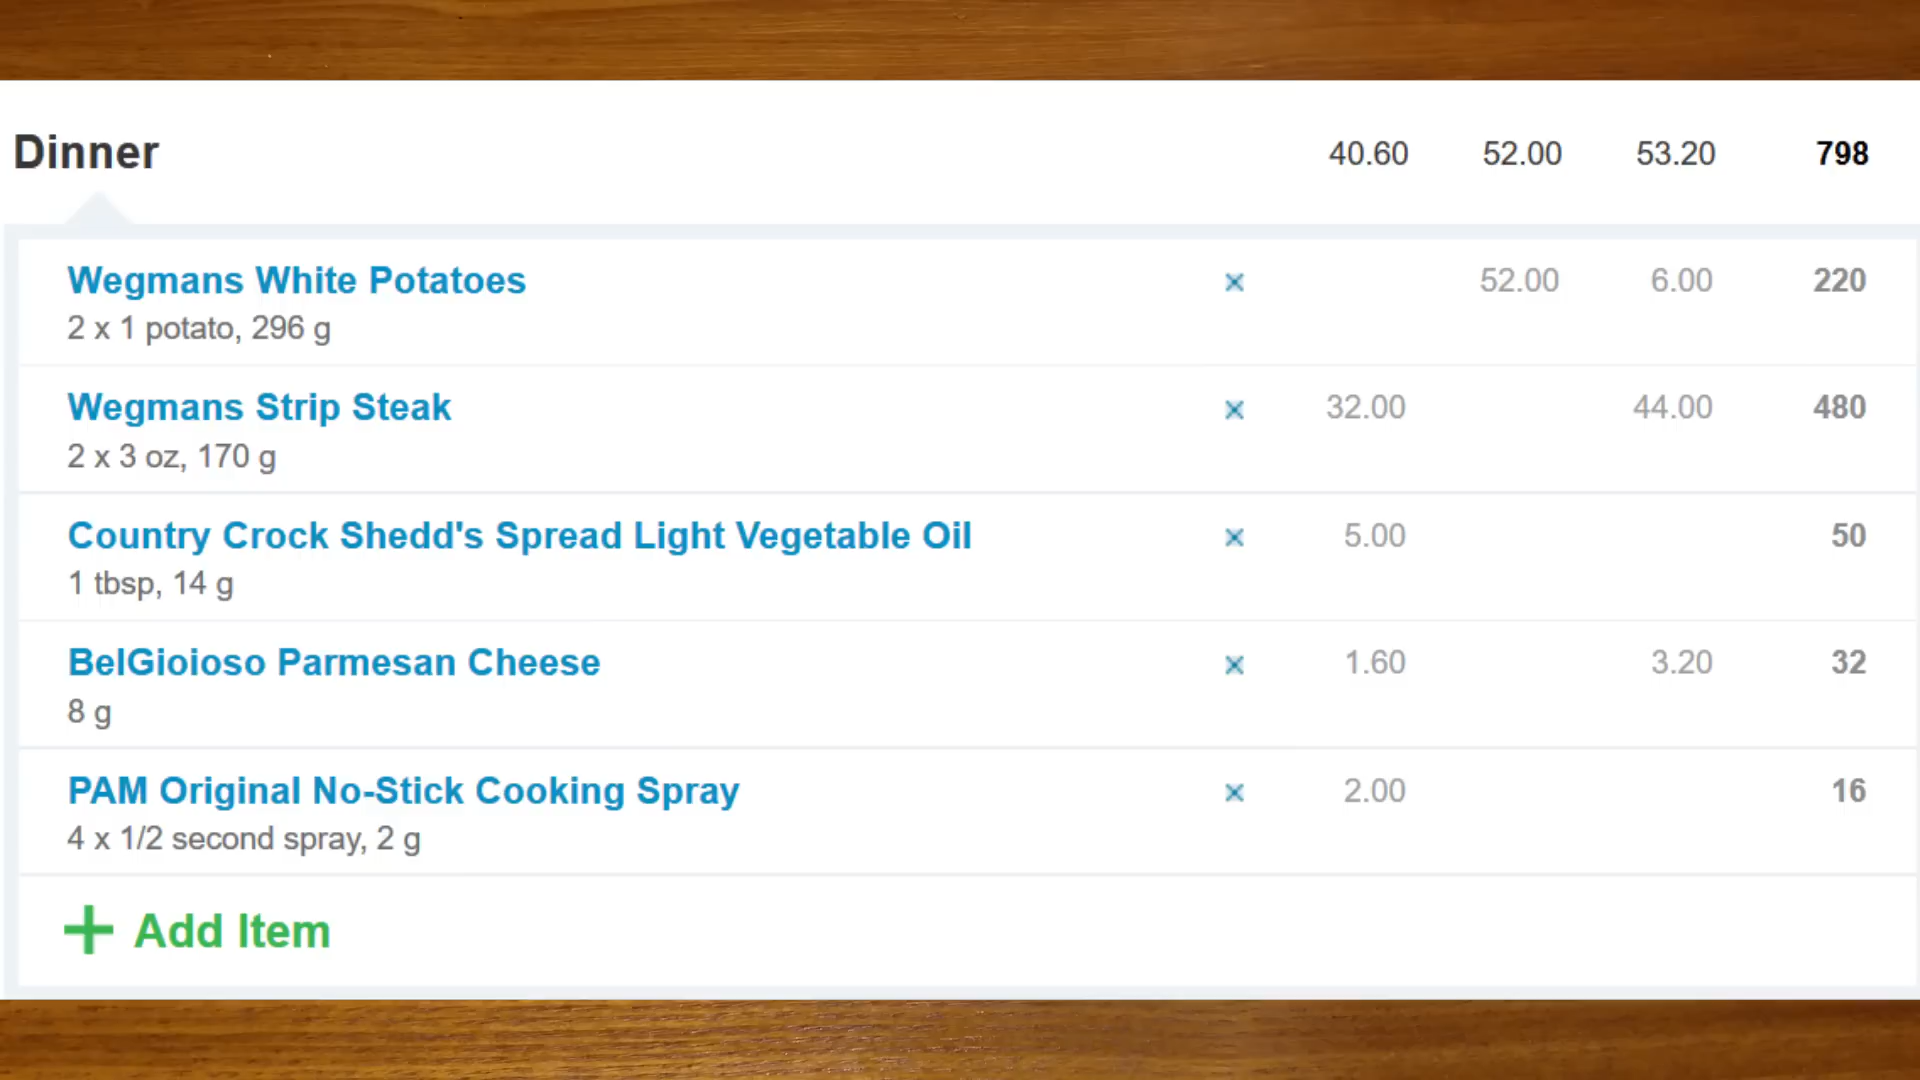 Dinner 40.60 52.00 53.20 798
Wegmans White Potatoes 52.00 6.00 220
2 x 1 potato, 296 g
Wegmans Strip Steak 32.00 44.00 480
2 x 3 oz, 170 g
Country Crock Shedd's Spread Light Vegetable Oil 5.00 50
1 tbsp, 14 g
BelGioioso Parmesan Cheese 1.60 3.20 32
8 g
PAM Original No-Stick Cooking Spray 2.00 16
4 x 1/2 second spray, 2 g
Add Item